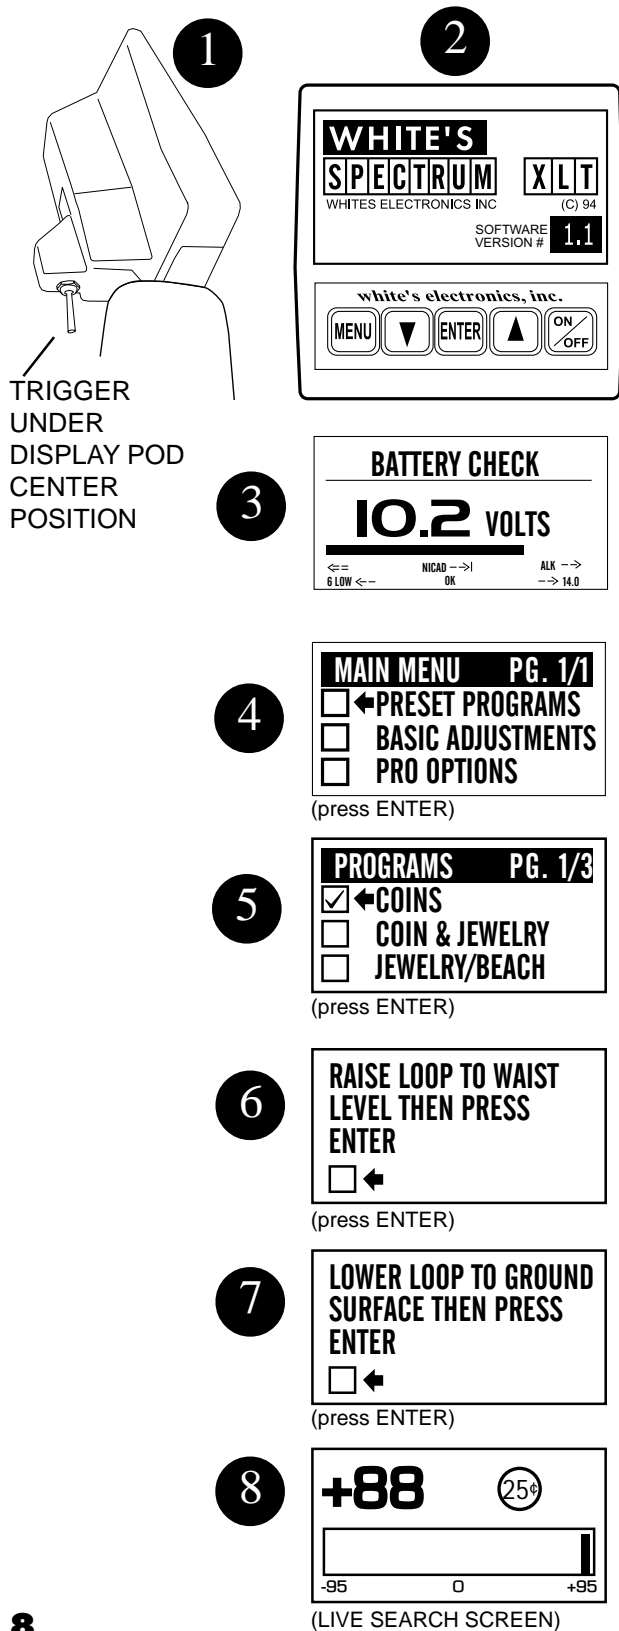 1
2
WHITE'S
SPECTRUM XLT
WHITES ELECTRONICS INC (C) 94
SOFTWARE
VERSION # 1.1
white's electronics, inc.
MENU ▼ ENTER ▲ ON/OFF
TRIGGER
UNDER
DISPLAY POD
CENTER
POSITION
3
BATTERY CHECK
10.2 VOLTS
<== NICAD -->| ALK -->
6 LOW <-- OK --> 14.0
4
MAIN MENU PG. 1/1
PRESET PROGRAMS
BASIC ADJUSTMENTS
PRO OPTIONS
(press ENTER)
5
PROGRAMS PG. 1/3
COINS
COIN & JEWELRY
JEWELRY/BEACH
(press ENTER)
6
RAISE LOOP TO WAIST
LEVEL THEN PRESS
ENTER
(press ENTER)
7
LOWER LOOP TO GROUND
SURFACE THEN PRESS
ENTER
(press ENTER)
8
+88 25¢
-95 0 +95
(LIVE SEARCH SCREEN)
8